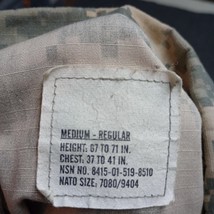 MEDIUM - REGULAR
HEIGHT: 67 TO 71 IN.
CHEST: 37 TO 41 IN.
NSN NO. 8415-01-519-8510
NATO SIZE: 7080/9404